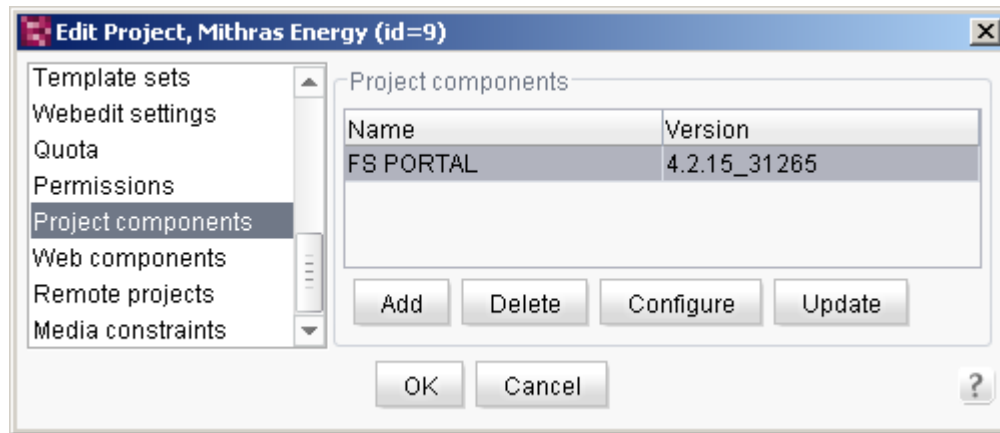 Edit Project, Mithras Energy (id=9)
Template sets
Webedit settings
Quota
Permissions
Project components
Web components
Remote projects
Media constraints
Project components
Name Version
FS PORTAL 4.2.15_31265
Add Delete Configure Update
OK Cancel
?